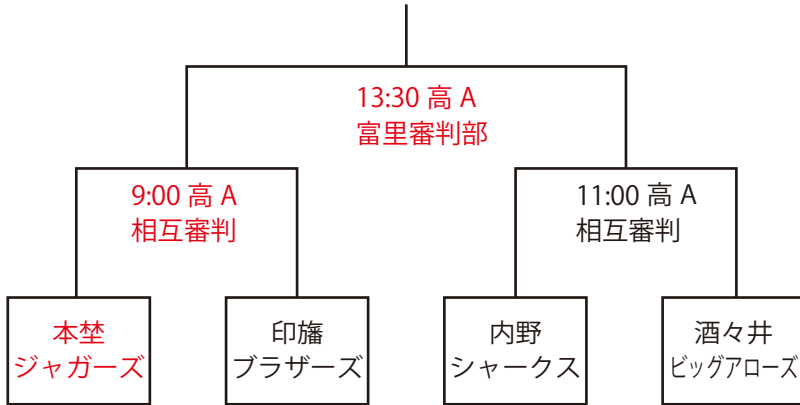 13:30 高 A
富里審判部
9:00 高 A
相互審判
11:00 高 A
相互審判
本埜
ジャガーズ
印旛
ブラザーズ
内野
シャークス
酒々井
ビッグアローズ